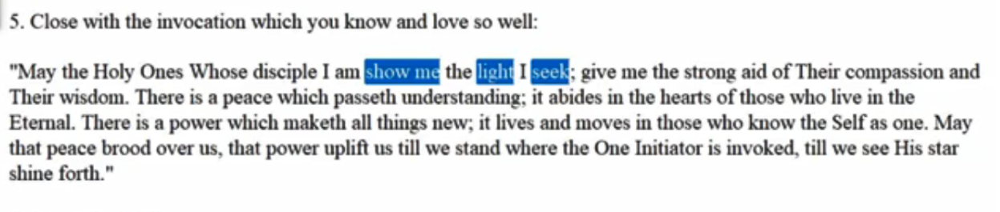 5. Close with the invocation which you know and love so well:
"May the Holy Ones Whose disciple I am show me the light I seek; give me the strong aid of Their compassion and
Their wisdom. There is a peace which passeth understanding; it abides in the hearts of those who live in the
Eternal. There is a power which maketh all things new; it lives and moves in those who know the Self as one. May
that peace brood over us, that power uplift us till we stand where the One Initiator is invoked, till we see His star
shine forth."